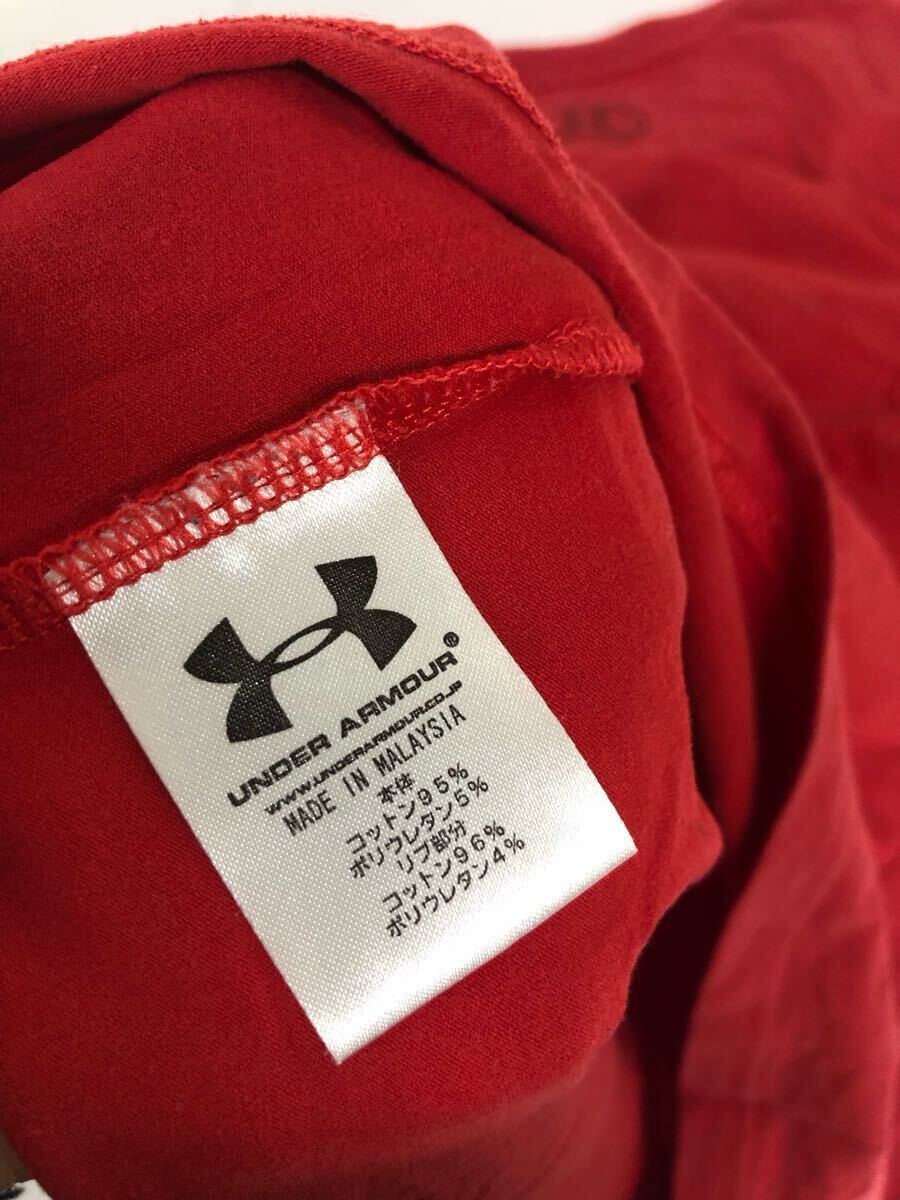 UNDER ARMOUR®
WWW.UNDERARMOUR.CO.JP
MADE IN MALAYSIA
本体
コットン95%
ポリウレタン5%
リブ部分
コットン96%
ポリウレタン4%